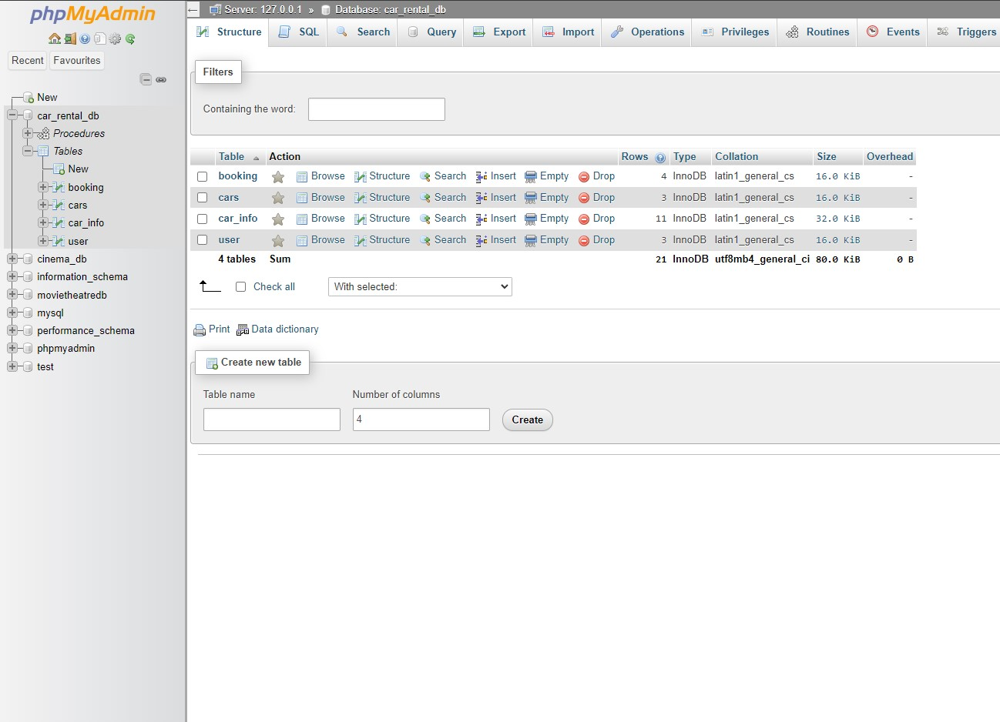 phpMyAdmin
Recent Favourites
New
car_rental_db
Procedures
Tables
New
booking
cars
car_info
user
cinema_db
information_schema
movietheatredb
mysql
performance_schema
phpmyadmin
test
Server: 127.0.0.1 » Database: car_rental_db
Structure SQL Search Query Export Import Operations Privileges Routines Events Triggers
Filters
Containing the word:
Table Action Rows Type Collation Size Overhead
booking Browse Structure Search Insert Empty Drop 4 InnoDB latin1_general_cs 16.0 KiB -
cars Browse Structure Search Insert Empty Drop 3 InnoDB latin1_general_cs 16.0 KiB -
car_info Browse Structure Search Insert Empty Drop 11 InnoDB latin1_general_cs 32.0 KiB -
user Browse Structure Search Insert Empty Drop 3 InnoDB latin1_general_cs 16.0 KiB -
4 tables Sum 21 InnoDB utf8mb4_general_ci 80.0 KiB 0 B
Check all With selected:
Print Data dictionary
Create new table
Table name Number of columns
4 Create